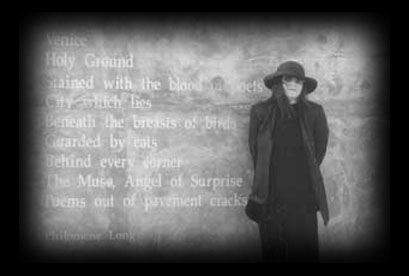 Venice
Holy Ground
Stained with the blood of poets
City which lies
Beneath the breasts of birds
Guarded by cats
Behind every corner
The Muse, Angel of Surprise
Poems out of pavement cracks
Philomene Long